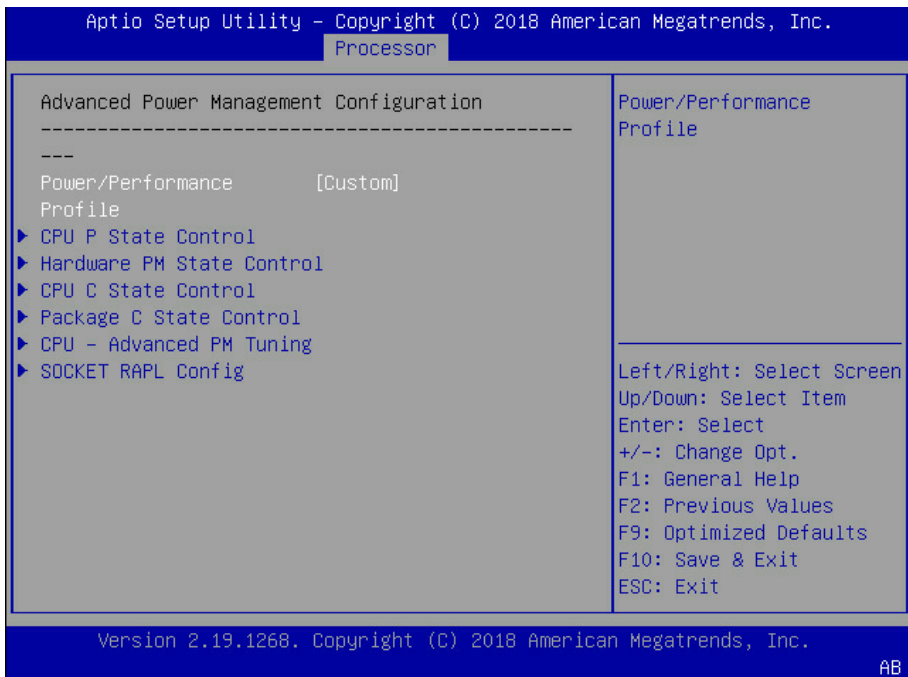 Aptio Setup Utility – Copyright (C) 2018 American Megatrends, Inc.
Processor
Advanced Power Management Configuration
-----------------------------------------------
---
Power/Performance [Custom]
Profile
CPU P State Control
Hardware PM State Control
CPU C State Control
Package C State Control
CPU – Advanced PM Tuning
SOCKET RAPL Config
Power/Performance
Profile
Left/Right: Select Screen
Up/Down: Select Item
Enter: Select
+/-: Change Opt.
F1: General Help
F2: Previous Values
F9: Optimized Defaults
F10: Save & Exit
ESC: Exit
Version 2.19.1268. Copyright (C) 2018 American Megatrends, Inc.
AB